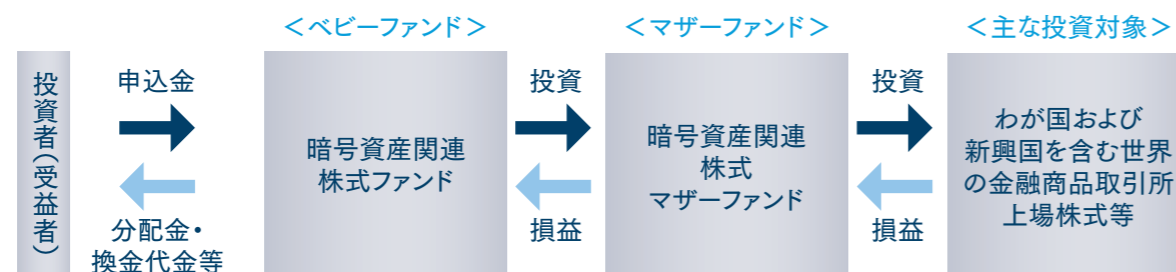 <ベビーファンド>
<マザーファンド>
<主な投資対象>
投資者(受益者)
申込金
分配金・
換金代金等
暗号資産関連
株式ファンド
投資
損益
暗号資産関連
株式
マザーファンド
投資
損益
わが国および
新興国を含む世界
の金融商品取引所
上場株式等